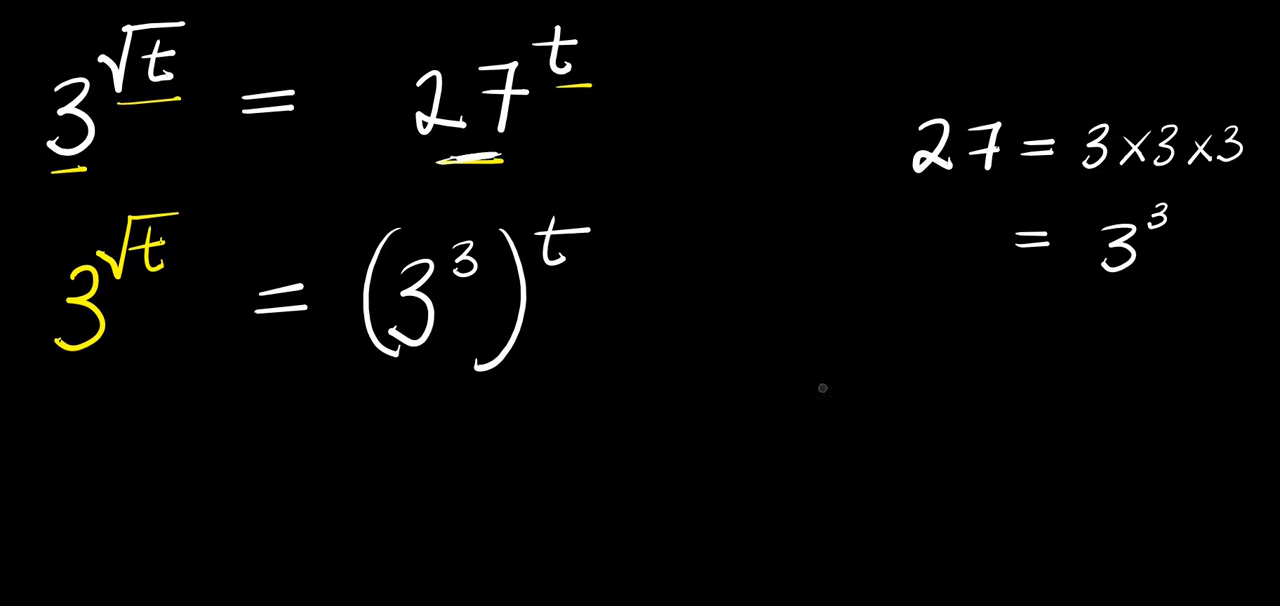 3^√t = 27^t
27 = 3×3×3
= 3^3
3^√t = (3^3)^t